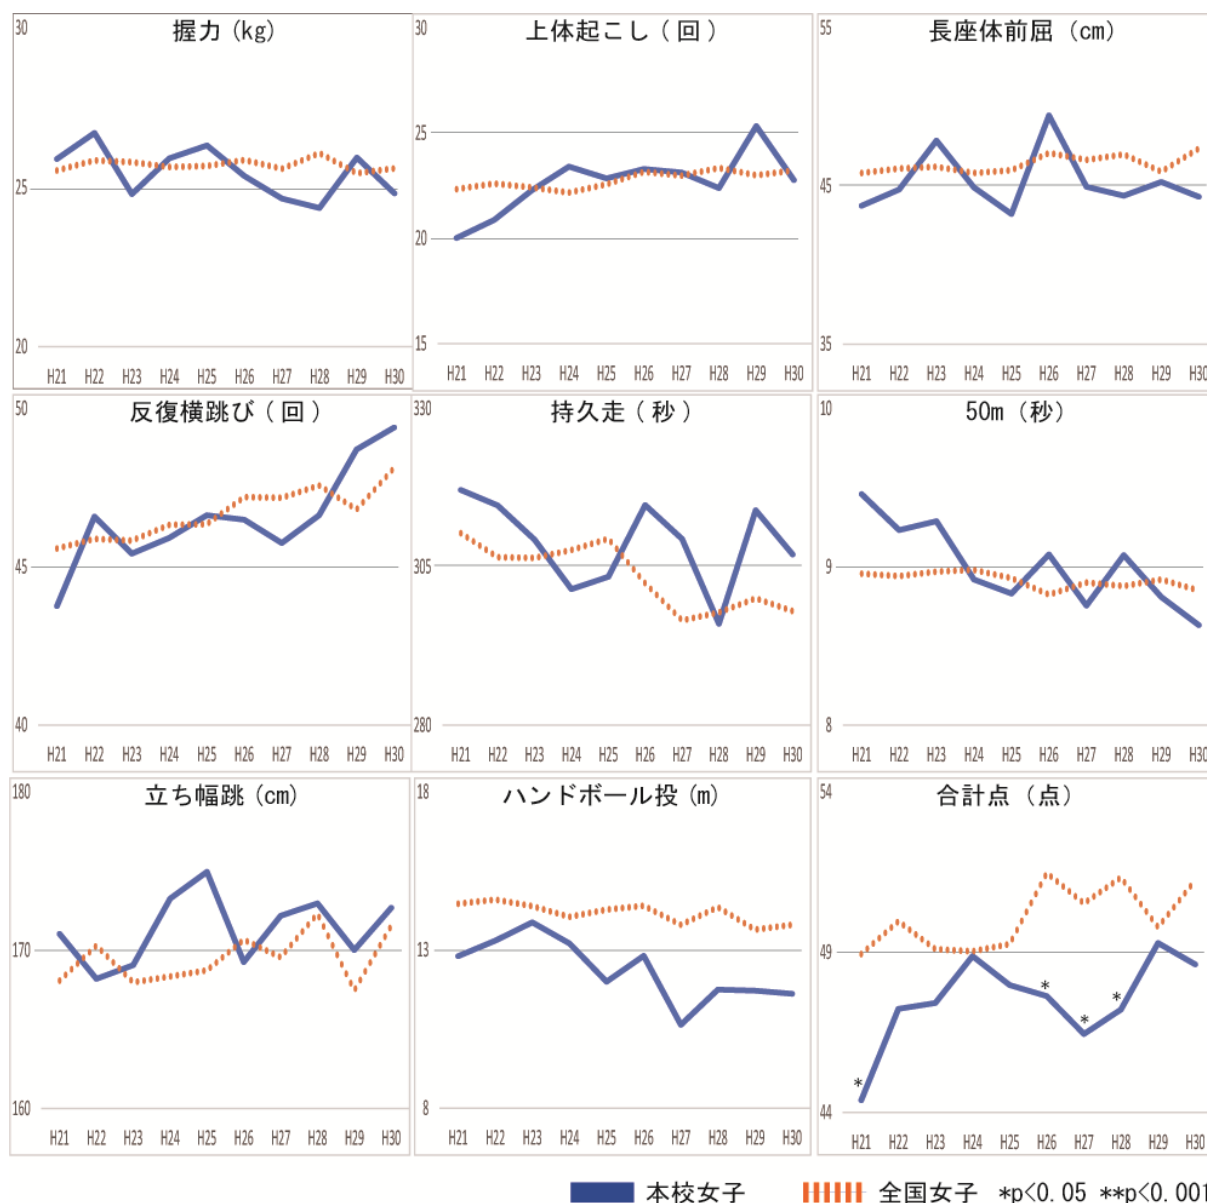 握力 (kg)
30
25
20
H21 H22 H23 H24 H25 H26 H27 H28 H29 H30
上体起こし ( 回 )
30
25
20
15
H21 H22 H23 H24 H25 H26 H27 H28 H29 H30
長座体前屈 (cm)
55
45
35
H21 H22 H23 H24 H25 H26 H27 H28 H29 H30
反復横跳び ( 回 )
50
45
40
H21 H22 H23 H24 H25 H26 H27 H28 H29 H30
持久走 ( 秒 )
330
305
280
H21 H22 H23 H24 H25 H26 H27 H28 H29 H30
50m (秒)
10
9
8
H21 H22 H23 H24 H25 H26 H27 H28 H29 H30
立ち幅跳 (cm)
180
170
160
H21 H22 H23 H24 H25 H26 H27 H28 H29 H30
ハンドボール投 (m)
18
13
8
H21 H22 H23 H24 H25 H26 H27 H28 H29 H30
合計点 (点)
54
49
44
* * * *
H21 H22 H23 H24 H25 H26 H27 H28 H29 H30
本校女子 全国女子 *p<0.05 **p<0.001